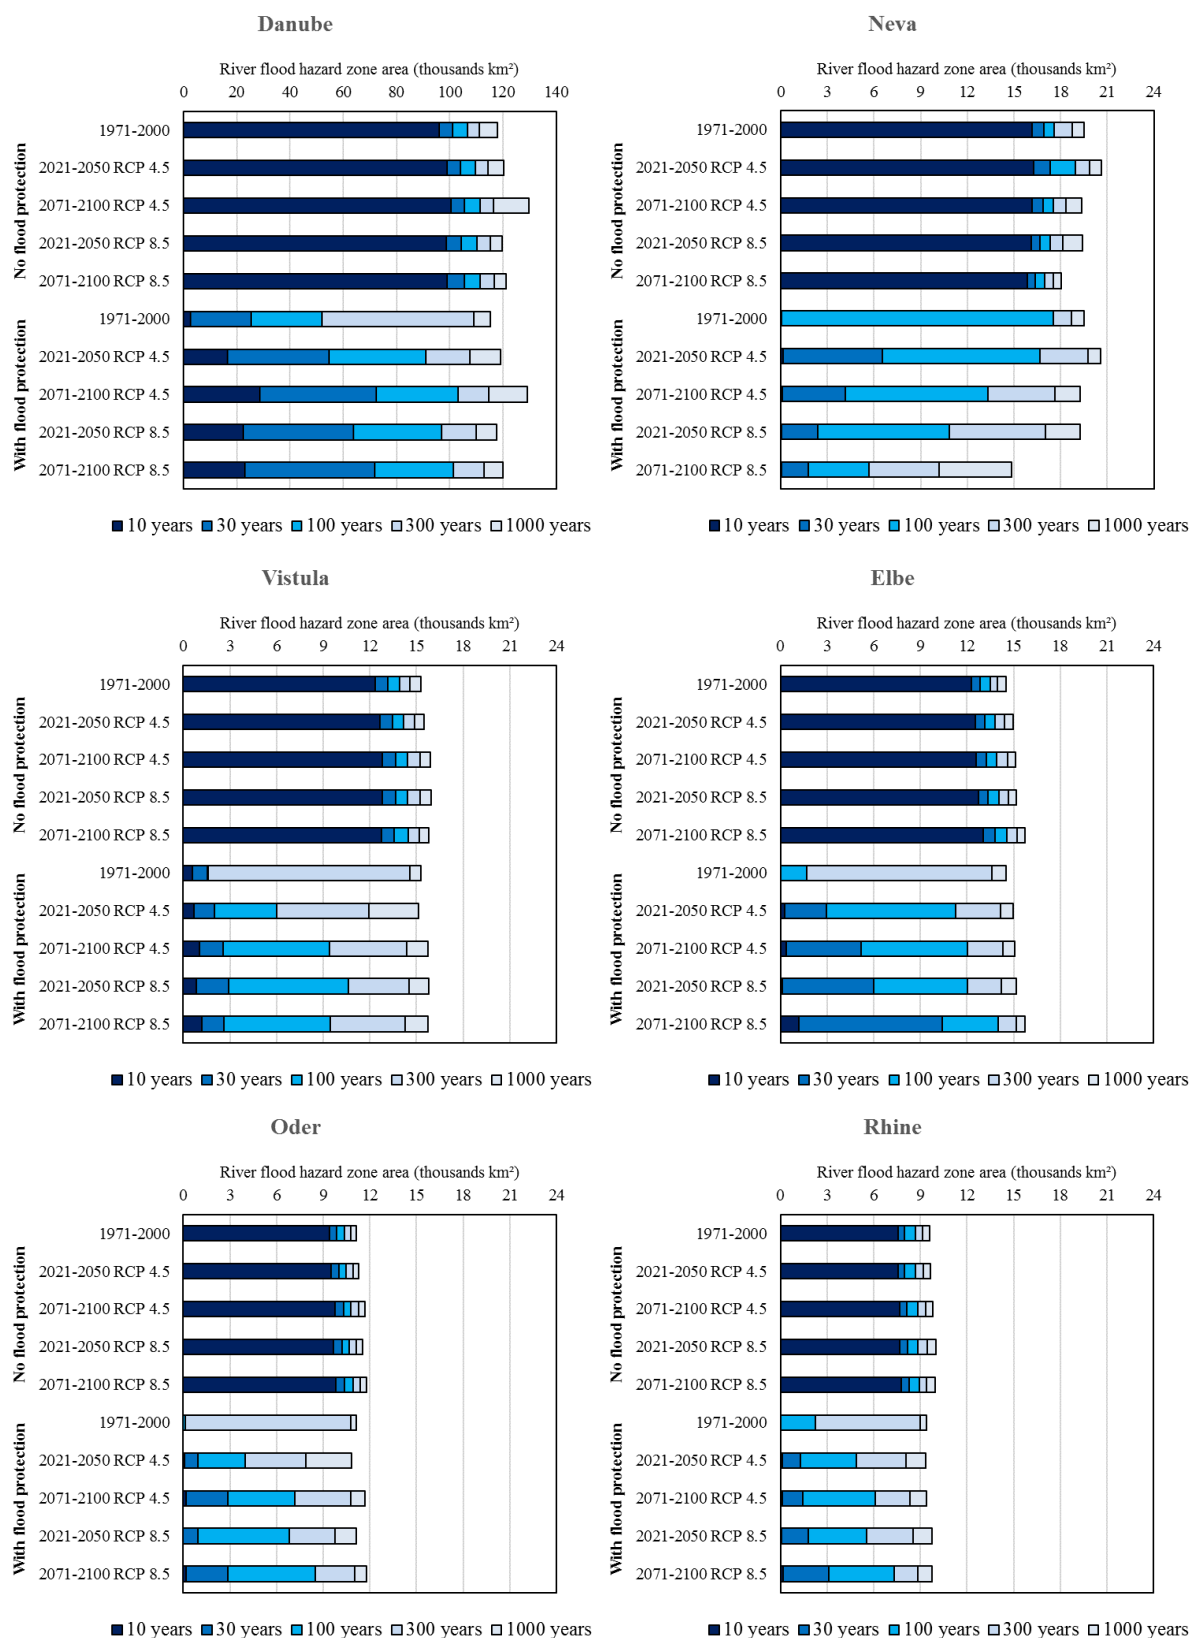 Danube
River flood hazard zone area (thousands km²)
0 20 40 60 80 100 120 140
No flood protection
1971-2000
2021-2050 RCP 4.5
2071-2100 RCP 4.5
2021-2050 RCP 8.5
2071-2100 RCP 8.5
With flood protection
1971-2000
2021-2050 RCP 4.5
2071-2100 RCP 4.5
2021-2050 RCP 8.5
2071-2100 RCP 8.5
10 years 30 years 100 years 300 years 1000 years
Neva
River flood hazard zone area (thousands km²)
0 3 6 9 12 15 18 21 24
No flood protection
1971-2000
2021-2050 RCP 4.5
2071-2100 RCP 4.5
2021-2050 RCP 8.5
2071-2100 RCP 8.5
With flood protection
1971-2000
2021-2050 RCP 4.5
2071-2100 RCP 4.5
2021-2050 RCP 8.5
2071-2100 RCP 8.5
10 years 30 years 100 years 300 years 1000 years
Vistula
River flood hazard zone area (thousands km²)
0 3 6 9 12 15 18 21 24
No flood protection
1971-2000
2021-2050 RCP 4.5
2071-2100 RCP 4.5
2021-2050 RCP 8.5
2071-2100 RCP 8.5
With flood protection
1971-2000
2021-2050 RCP 4.5
2071-2100 RCP 4.5
2021-2050 RCP 8.5
2071-2100 RCP 8.5
10 years 30 years 100 years 300 years 1000 years
Elbe
River flood hazard zone area (thousands km²)
0 3 6 9 12 15 18 21 24
No flood protection
1971-2000
2021-2050 RCP 4.5
2071-2100 RCP 4.5
2021-2050 RCP 8.5
2071-2100 RCP 8.5
With flood protection
1971-2000
2021-2050 RCP 4.5
2071-2100 RCP 4.5
2021-2050 RCP 8.5
2071-2100 RCP 8.5
10 years 30 years 100 years 300 years 1000 years
Oder
River flood hazard zone area (thousands km²)
0 3 6 9 12 15 18 21 24
No flood protection
1971-2000
2021-2050 RCP 4.5
2071-2100 RCP 4.5
2021-2050 RCP 8.5
2071-2100 RCP 8.5
With flood protection
1971-2000
2021-2050 RCP 4.5
2071-2100 RCP 4.5
2021-2050 RCP 8.5
2071-2100 RCP 8.5
10 years 30 years 100 years 300 years 1000 years
Rhine
River flood hazard zone area (thousands km²)
0 3 6 9 12 15 18 21 24
No flood protection
1971-2000
2021-2050 RCP 4.5
2071-2100 RCP 4.5
2021-2050 RCP 8.5
2071-2100 RCP 8.5
With flood protection
1971-2000
2021-2050 RCP 4.5
2071-2100 RCP 4.5
2021-2050 RCP 8.5
2071-2100 RCP 8.5
10 years 30 years 100 years 300 years 1000 years